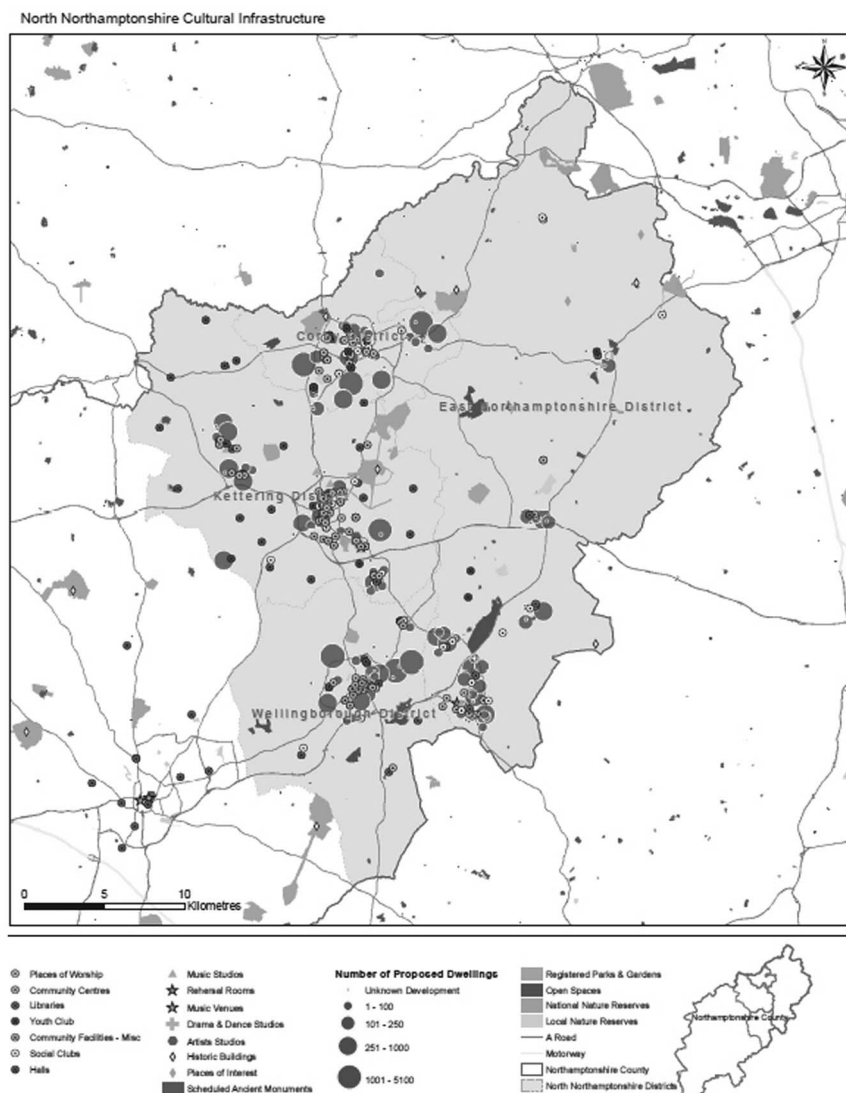 North Northamptonshire Cultural Infrastructure
N
Corby District
East Northamptonshire District
Kettering District
Wellingborough District
0 5 10
Kilometres
Places of Worship
Community Centres
Libraries
Youth Club
Community Facilities - Misc
Social Clubs
Halls
Music Studios
Rehersal Rooms
Music Venues
Drama & Dance Studios
Artists Studios
Historic Buildings
Places of Interest
Scheduled Ancient Monuments
Number of Proposed Dwellings
Unknown Development
1 - 100
101 - 250
251 - 1000
1001 - 5100
Registered Parks & Gardens
Open Spaces
National Nature Reserves
Local Nature Reserves
A Road
Motorway
Northamptonshire County
North Northamptonshire Districts
Northamptonshire County